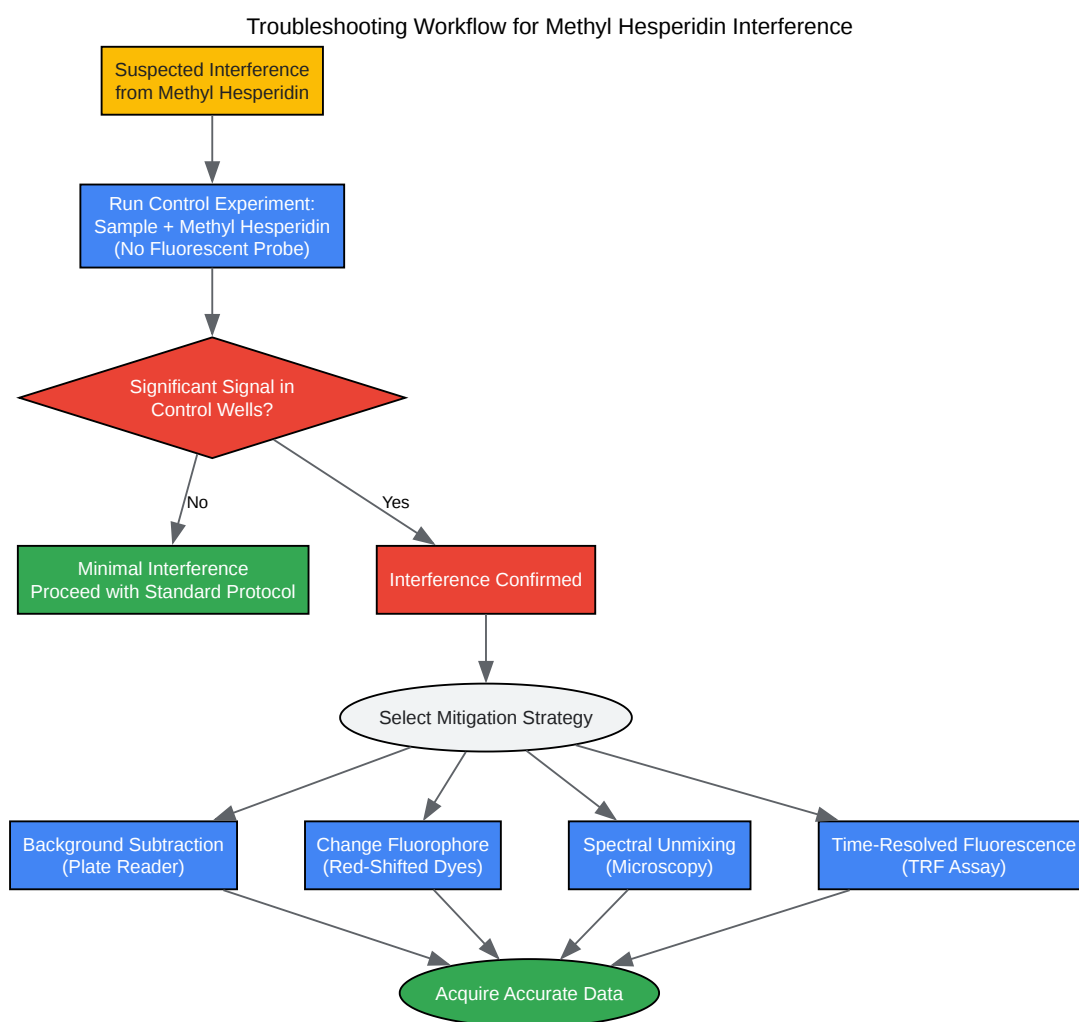 Troubleshooting Workflow for Methyl Hesperidin Interference
Suspected Interference
from Methyl Hesperidin
Run Control Experiment:
Sample + Methyl Hesperidin
(No Fluorescent Probe)
Significant Signal in
Control Wells?
No
Yes
Minimal Interference
Proceed with Standard Protocol
Interference Confirmed
Select Mitigation Strategy
Background Subtraction
(Plate Reader)
Change Fluorophore
(Red-Shifted Dyes)
Spectral Unmixing
(Microscopy)
Time-Resolved Fluorescence
(TRF Assay)
Acquire Accurate Data